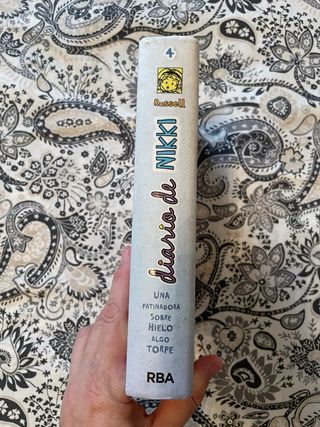 4
Russell
diario de NIKKI
UNA
PATINADORA
SOBRE
HIELO
ALGO
TORPE
RBA